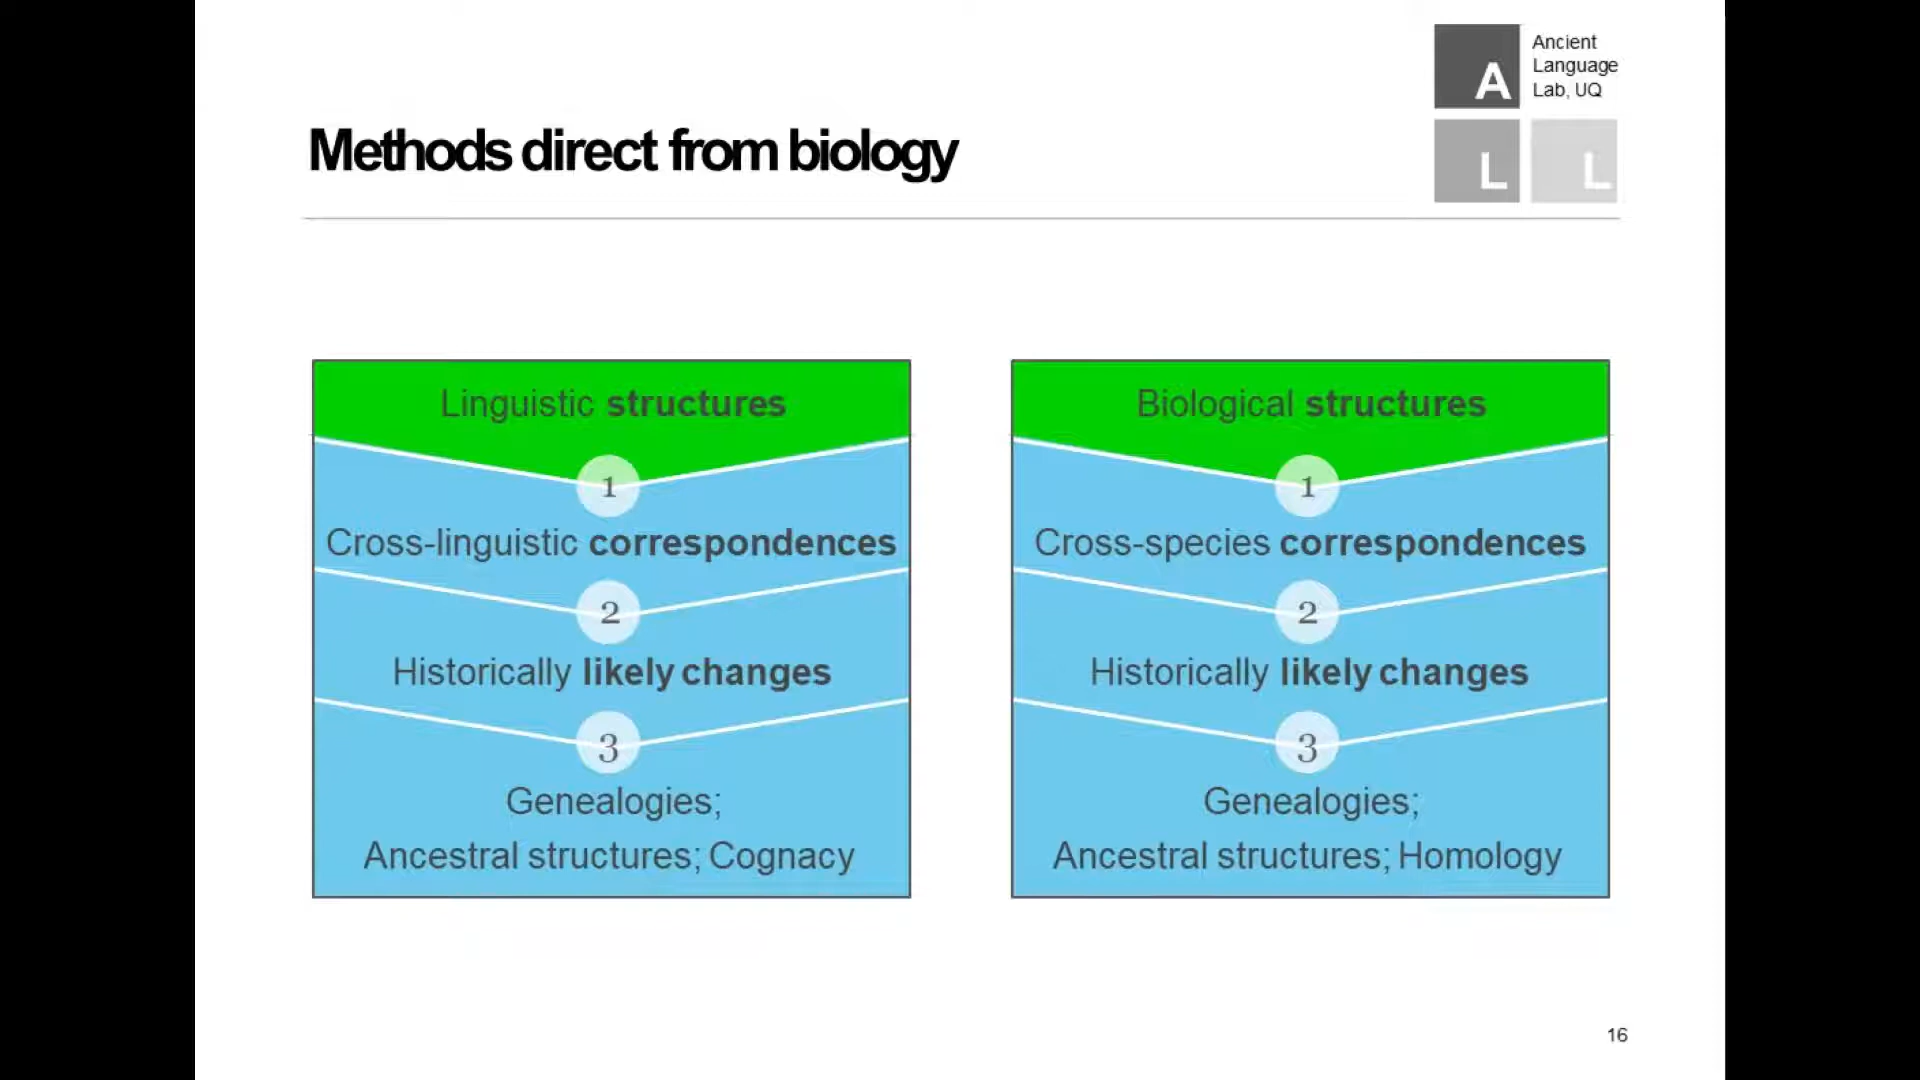 Ancient
Language
Lab, UQ
A
L L
Methods direct from biology
Linguistic structures
1
Cross-linguistic correspondences
2
Historically likely changes
3
Genealogies;
Ancestral structures; Cognacy
Biological structures
1
Cross-species correspondences
2
Historically likely changes
3
Genealogies;
Ancestral structures; Homology
16